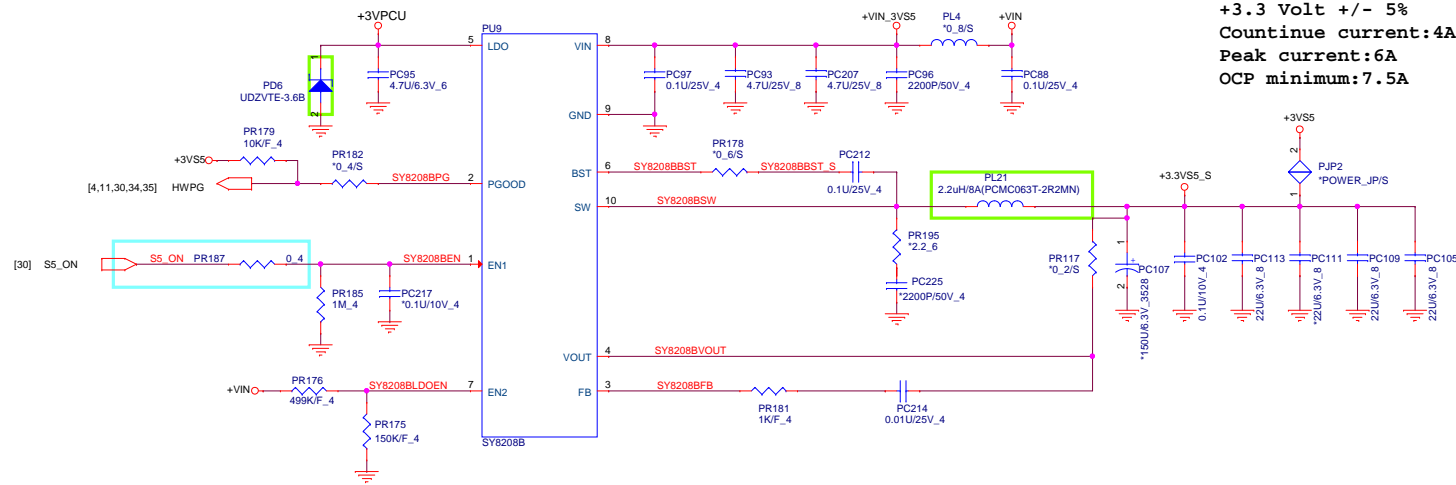 +3.3 Volt +/- 5%
Countinue current:4A
Peak current:6A
OCP minimum:7.5A
+3VPCU
PU9
+VIN_3VS5
PL4
*0_8/S
+VIN
5
LDO
VIN
8
PD6
UDZVTE-3.6B
1
2
PC95
4.7U/6.3V_6
PC97
0.1U/25V_4
PC93
4.7U/25V_8
PC207
4.7U/25V_8
PC96
2200P/50V_4
PC88
0.1U/25V_4
GND
9
PR179
10K/F_4
+3VS5
PR182
*0_4/S
SY8208BPG
2
PGOOD
[4,11,30,34,35]
HWPG
BST
6
SY8208BBST
PR178
*0_6/S
SY8208BBST_S
PC212
0.1U/25V_4
SW
10
SY8208BSW
PL21
2.2uH/8A(PCMC063T-2R2MN)
+3.3VS5_S
+3VS5
2
PJP2
*POWER_JP/S
1
[30]
S5_ON
S5_ON
PR187
0_4
SY8208BEN
1
EN1
PR185
1M_4
PC217
*0.1U/10V_4
PR195
*2.2_6
PC225
*2200P/50V_4
PR117
*0_2/S
1
+
2
PC107
*150U/6.3V_3528
PC102
0.1U/10V_4
PC113
22U/6.3V_8
PC111
*22U/6.3V_8
PC109
22U/6.3V_8
PC105
22U/6.3V_8
VOUT
4
SY8208BVOUT
+VIN
PR176
499K/F_4
SY8208BLDOEN
7
EN2
FB
3
SY8208BFB
PR181
1K/F_4
PC214
0.01U/25V_4
PR175
150K/F_4
SY8208B